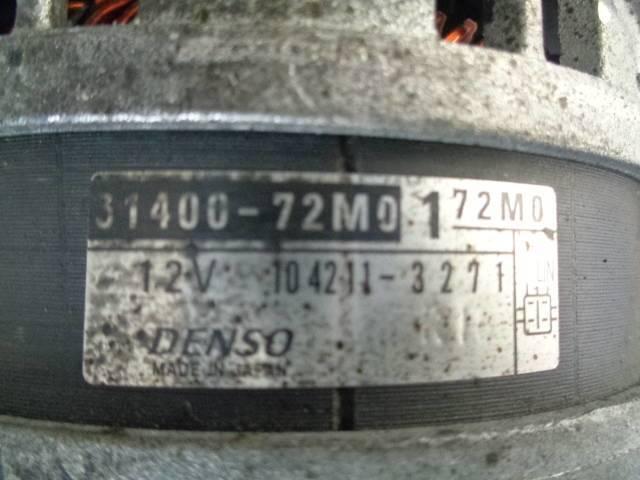 31400-72M0 1 72M0
12V 104211-3271
DENSO
MADE IN JAPAN